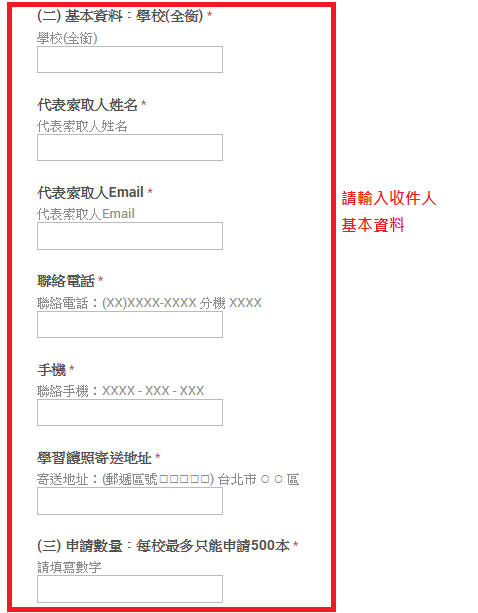 (二) 基本資料：學校(全銜) *
學校(全銜)
代表索取人姓名 *
代表索取人姓名
代表索取人Email *
代表索取人Email
請輸入收件人
基本資料
聯絡電話 *
聯絡電話：(XX)XXXX-XXXX 分機 XXXX
手機 *
聯絡手機：XXXX - XXX - XXX
學習護照寄送地址 *
寄送地址：(郵遞區號□□□□□) 台北市 ○ ○ 區
(三) 申請數量：每校最多只能申請500本 *
請填寫數字